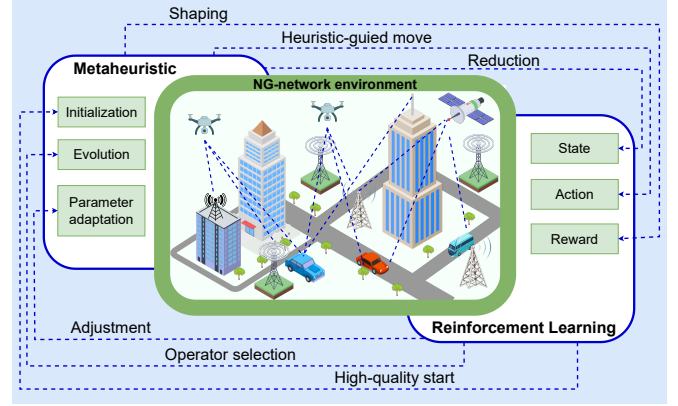 Shaping
Heuristic-guied move
Reduction
Metaheuristic
NG-network environment
Initialization
Evolution
Parameter
adaptation
State
Action
Reward
Reinforcement Learning
Adjustment
Operator selection
High-quality start